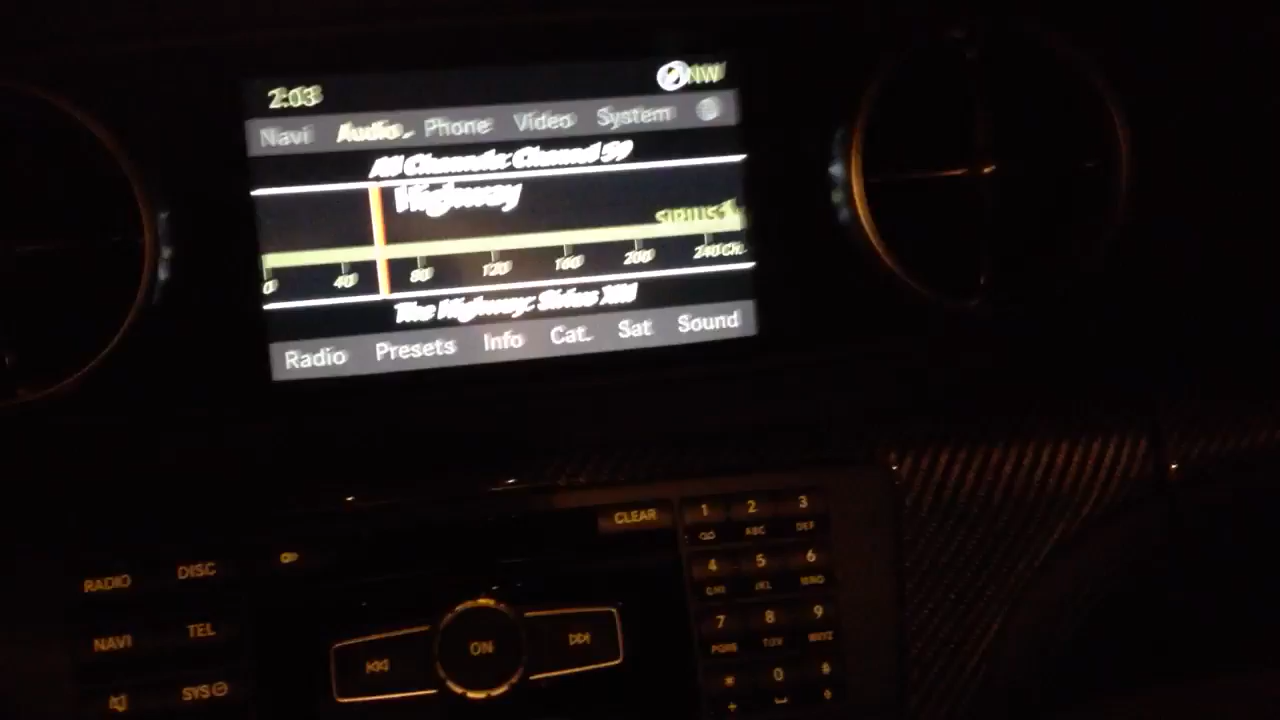 2:03 NW
Navi Audio Phone Video System
All Channels: Channel 59
Highway
SIRIUS
0 40 80 120 160 200 240 Ch.
The Highway: Sirius XM
Radio Presets Info Cat. Sat Sound
CLEAR
1 2 3
ABC DEF
RADIO DISC
4 5 6
GHI JKL MNO
NAVI TEL
ON
7 8 9
PQRS TUV WXYZ
SYS
* 0 #
+